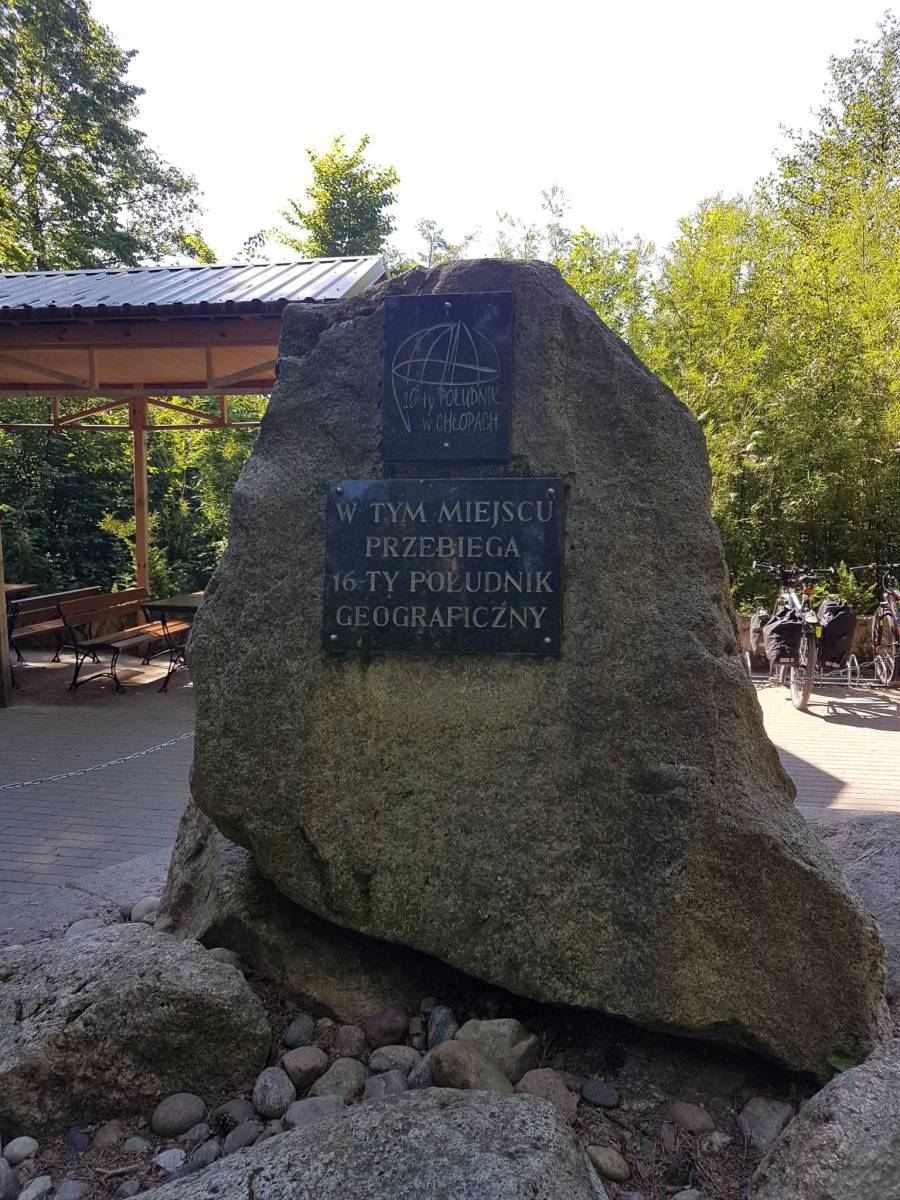 16-ty POŁUDNIK
w CHŁOPACH
W TYM MIEJSCU
PRZEBIEGA
16-TY POŁUDNIK
GEOGRAFICZNY